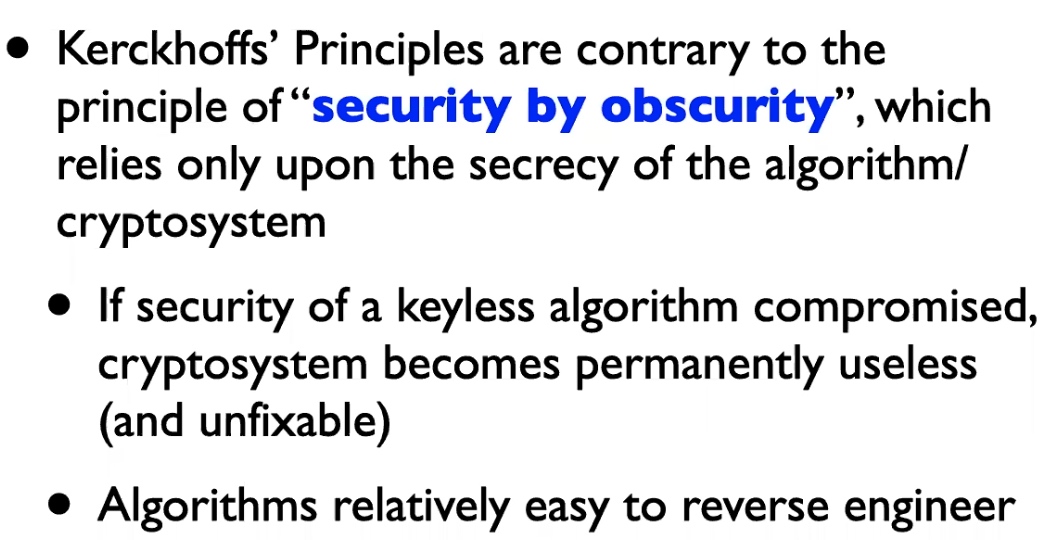 • Kerckhoffs’ Principles are contrary to the
principle of “security by obscurity”, which
relies only upon the secrecy of the algorithm/
cryptosystem
• If security of a keyless algorithm compromised,
cryptosystem becomes permanently useless
(and unfixable)
• Algorithms relatively easy to reverse engineer